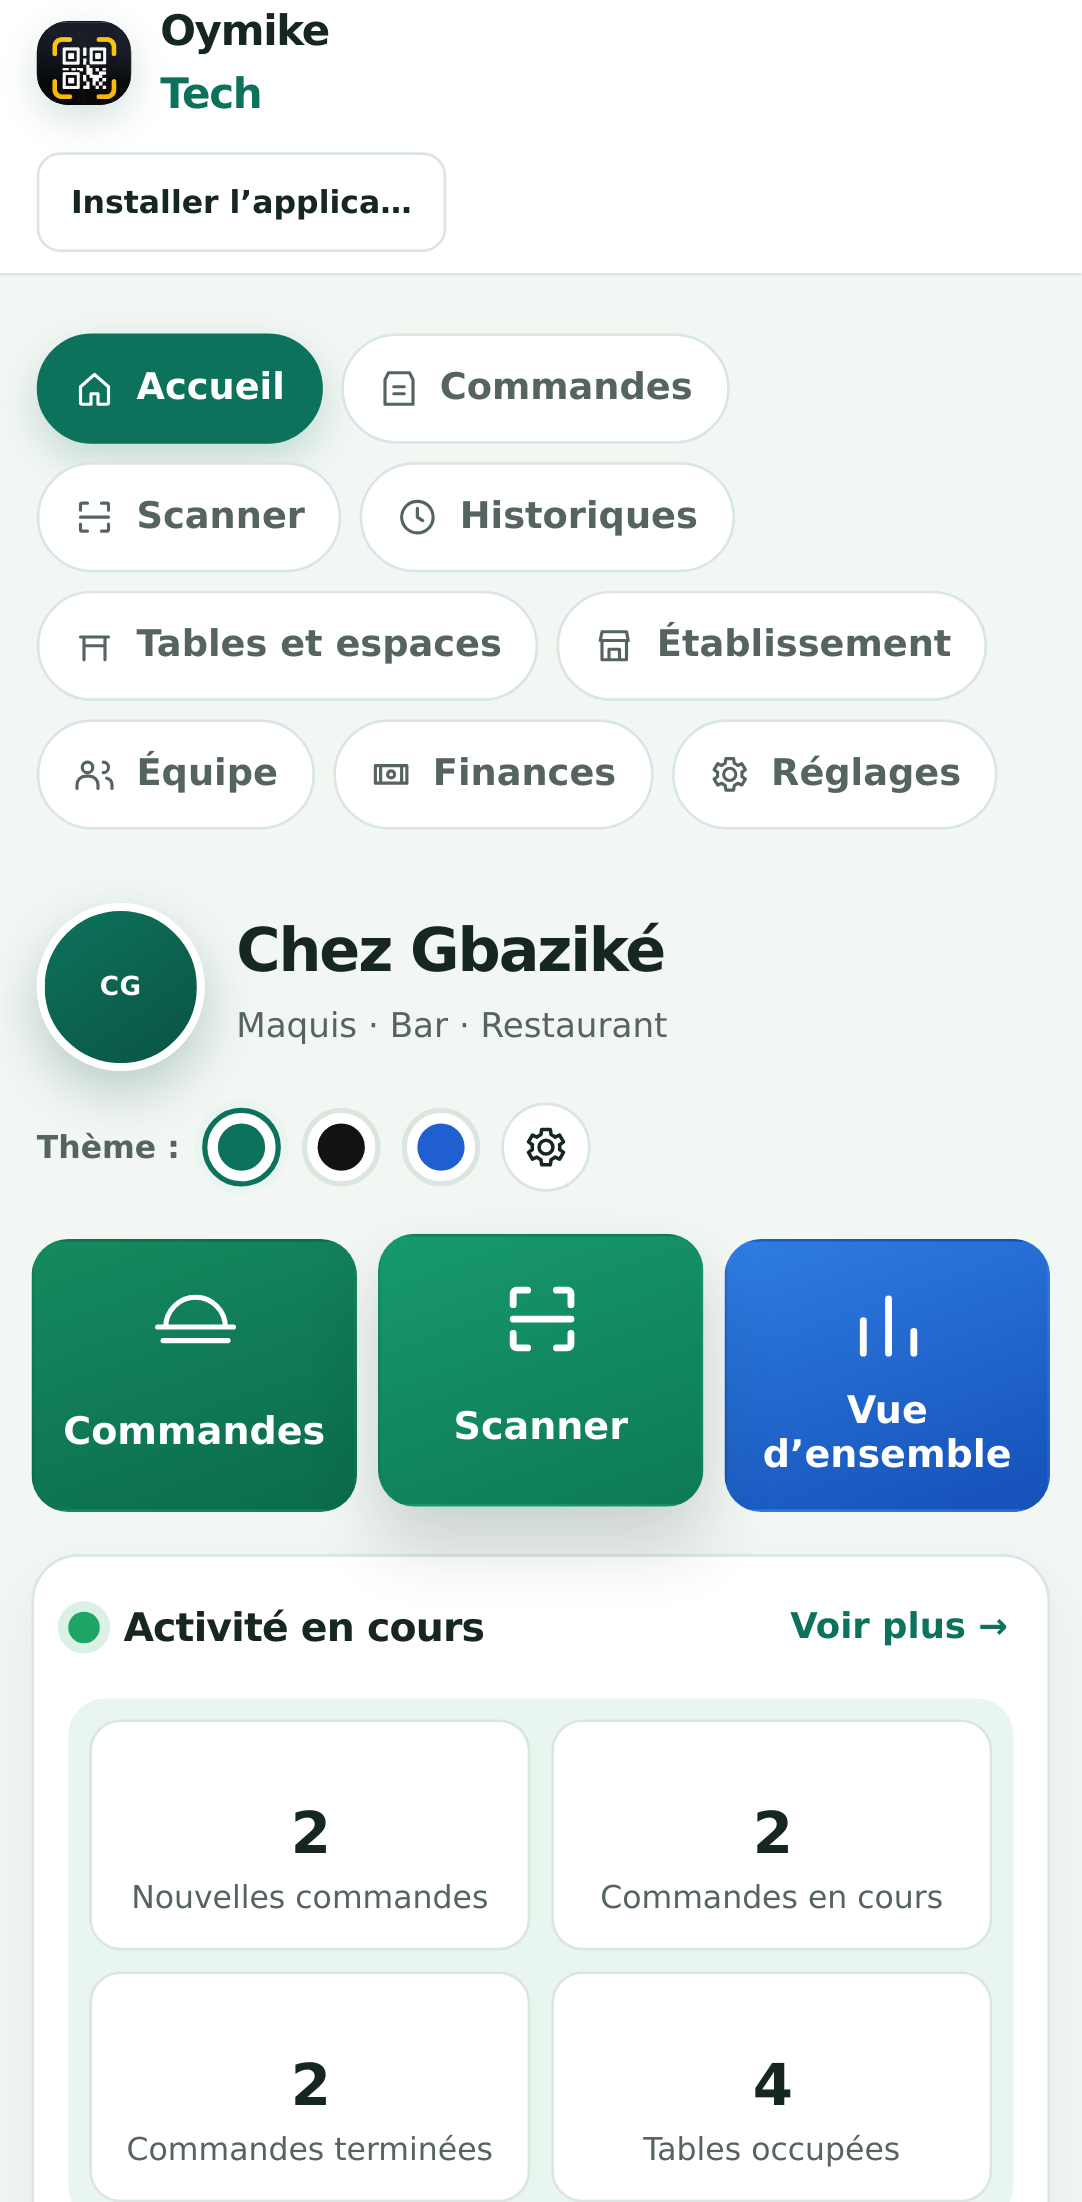 Oymike
Tech
Installer l’applica…
Accueil
Commandes
Scanner
Historiques
Tables et espaces
Établissement
Équipe
Finances
Réglages
CG
Chez Gbaziké
Maquis · Bar · Restaurant
Thème :
Commandes
Scanner
Vue
d’ensemble
Activité en cours
Voir plus →
2
Nouvelles commandes
2
Commandes en cours
2
Commandes terminées
4
Tables occupées